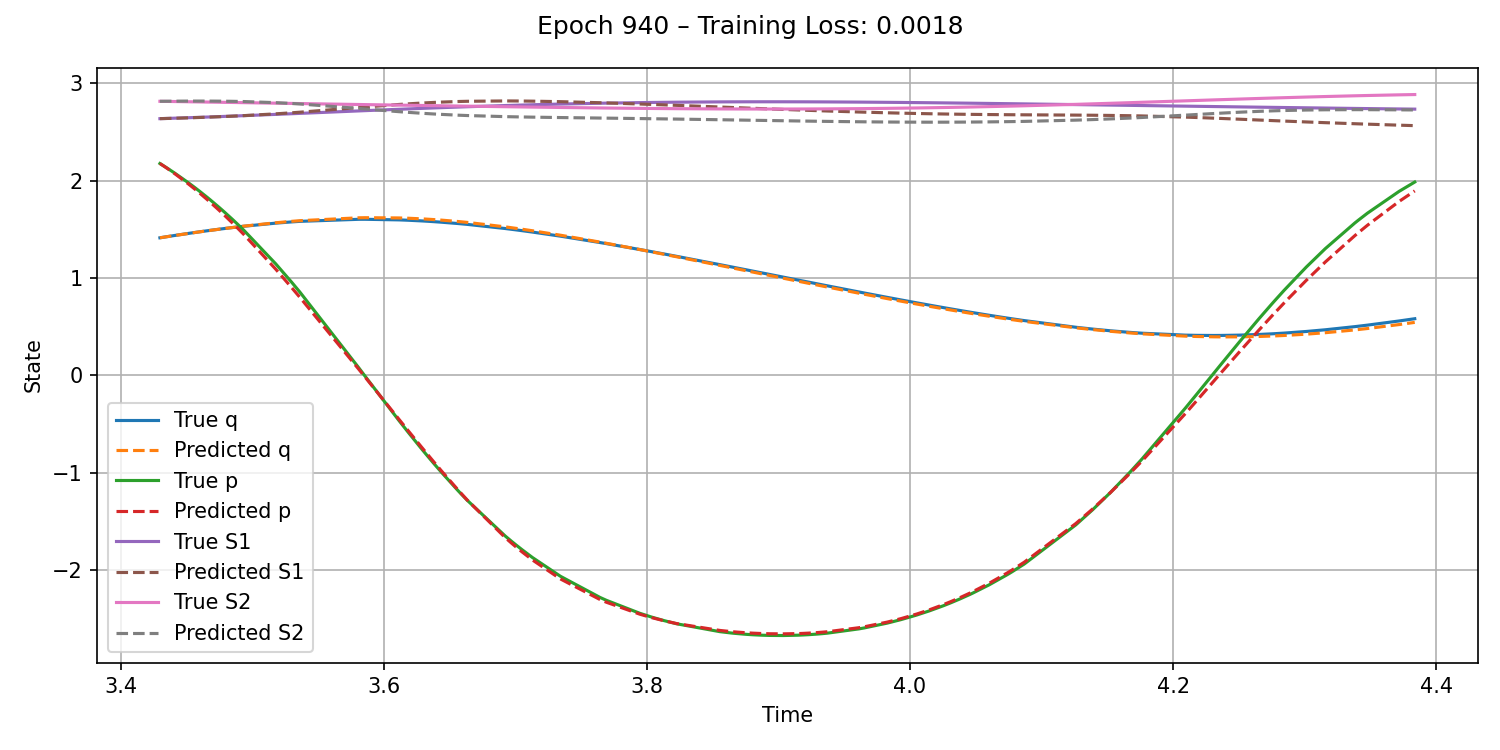 Epoch 940 – Training Loss: 0.0018
3
2
1
0
−1
−2
State
True q
Predicted q
True p
Predicted p
True S1
Predicted S1
True S2
Predicted S2
3.4 3.6 3.8 4.0 4.2 4.4
Time